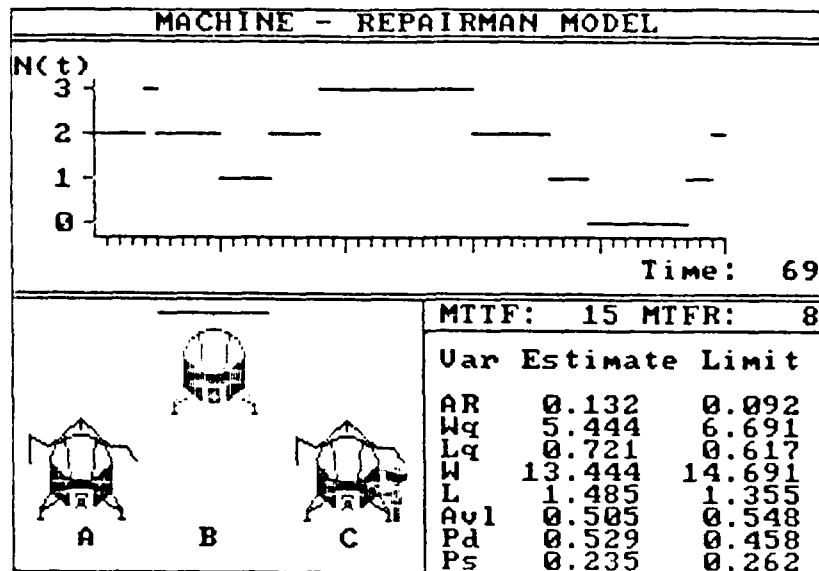 MACHINE - REPAIRMAN MODEL
N(t)
3
2
1
0
Time: 69
MTTF: 15 MTFR: 8
Var Estimate Limit
AR 0.132 0.092
Wq 5.444 6.691
Lq 0.721 0.617
W 13.444 14.691
L 1.485 1.355
Avl 0.505 0.548
Pd 0.529 0.458
Ps 0.235 0.262
A B C